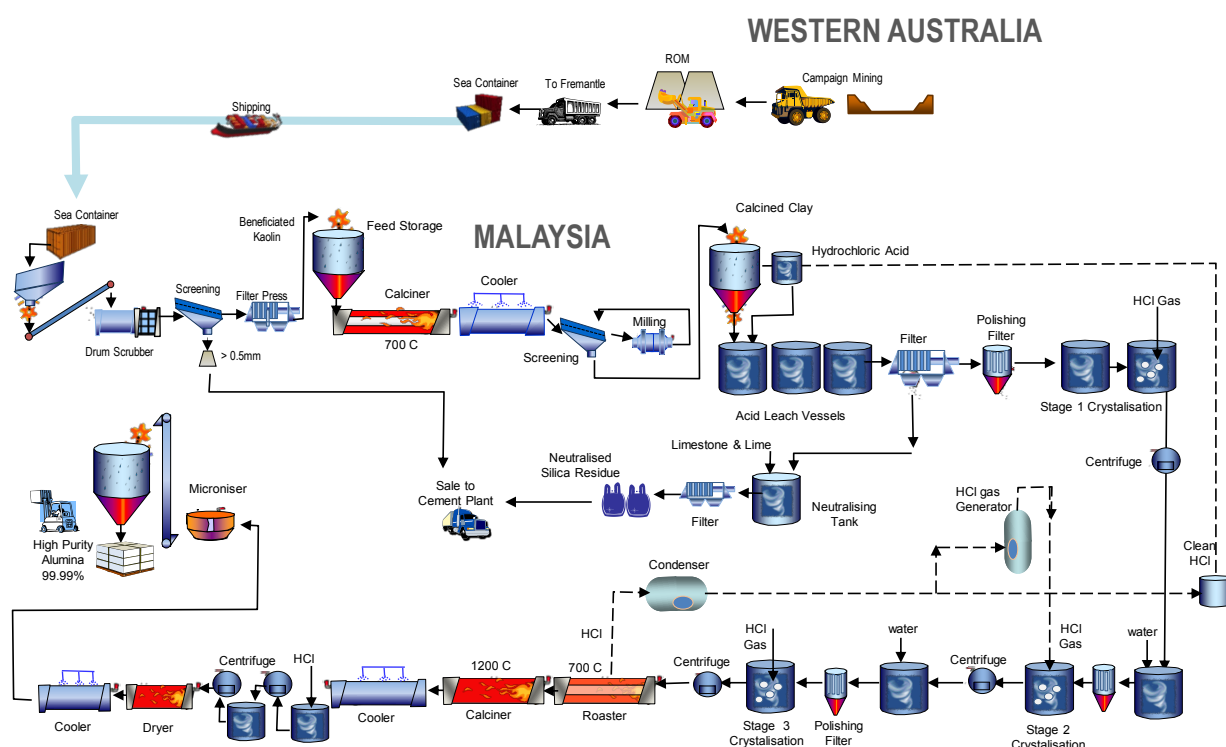 WESTERN AUSTRALIA
ROM
Campaign Mining
To Fremantle
Sea Container
Shipping
Sea Container
Beneficiated
Kaolin
Feed Storage
MALAYSIA
Calcined Clay
Hydrochloric Acid
Screening
Filter Press
Calciner
Cooler
HCl Gas
Drum Scrubber
> 0.5mm
700 C
Screening
Milling
Filter
Polishing
Filter
Acid Leach Vessels
Stage 1 Crystalisation
Limestone & Lime
Centrifuge
Neutralised
Silica Residue
Microniser
Sale to
Cement Plant
Filter
Neutralising
Tank
HCl gas
Generator
High Purity
Alumina
99.99%
Condenser
Clean
HCl
HCl
HCl
Gas
water
HCl
Gas
water
Centrifuge
HCl
1200 C
700 C
Centrifuge
Centrifuge
Cooler
Dryer
Cooler
Calciner
Roaster
Stage 3
Crystalisation
Polishing
Filter
Stage 2
Crystalisation